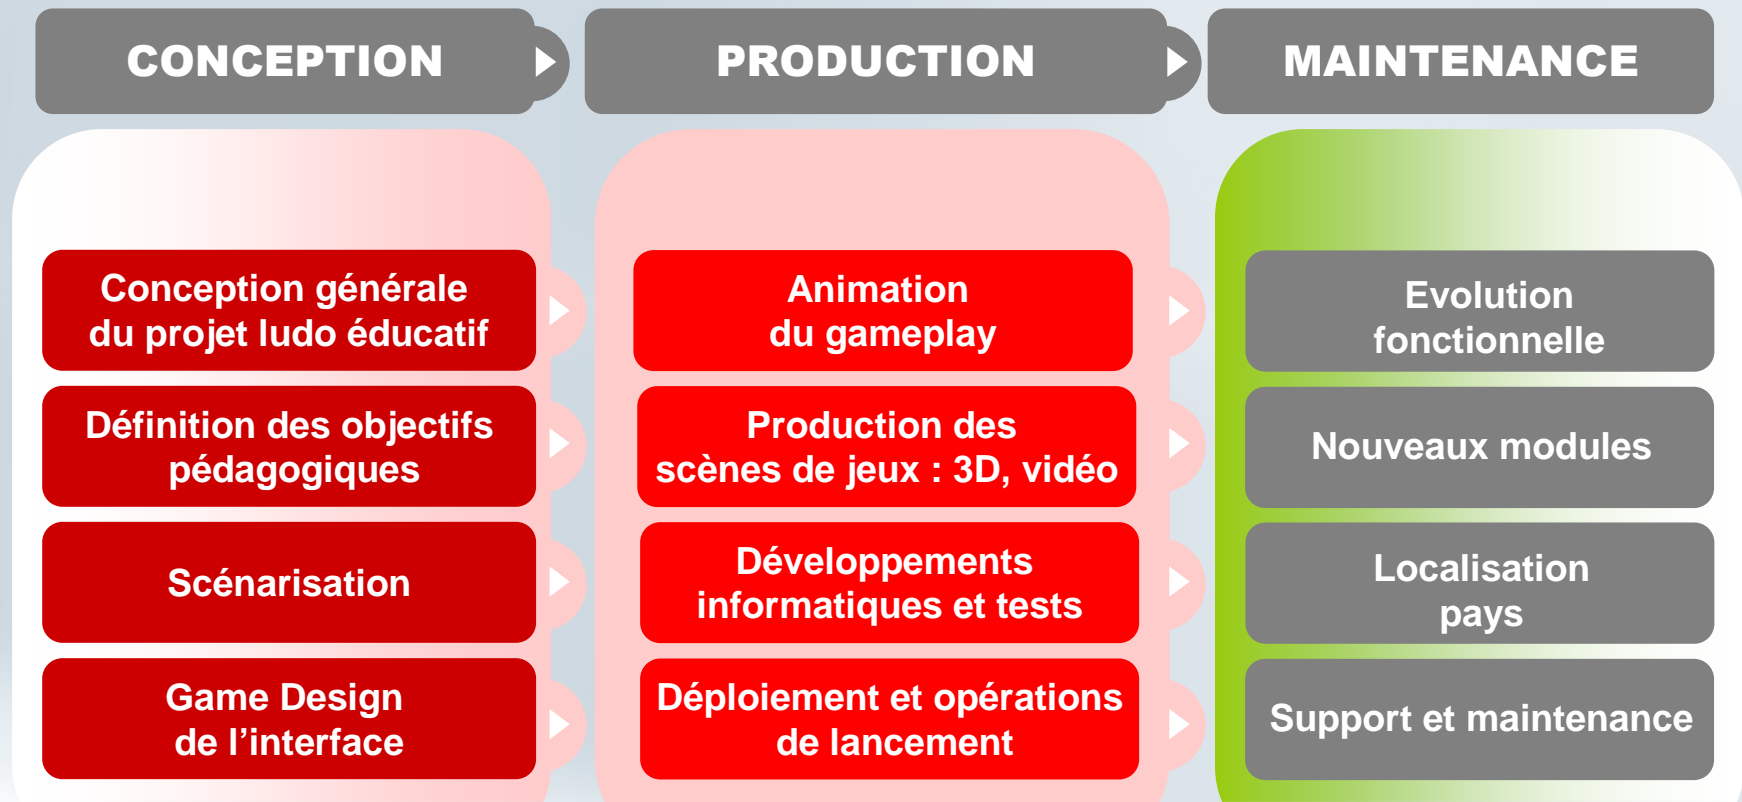 CONCEPTION
PRODUCTION
MAINTENANCE
Conception générale
du projet ludo éducatif
Définition des objectifs
pédagogiques
Scénarisation
Game Design
de l’interface
Animation
du gameplay
Production des
scènes de jeux : 3D, vidéo
Développements
informatiques et tests
Déploiement et opérations
de lancement
Evolution
fonctionnelle
Nouveaux modules
Localisation
pays
Support et maintenance